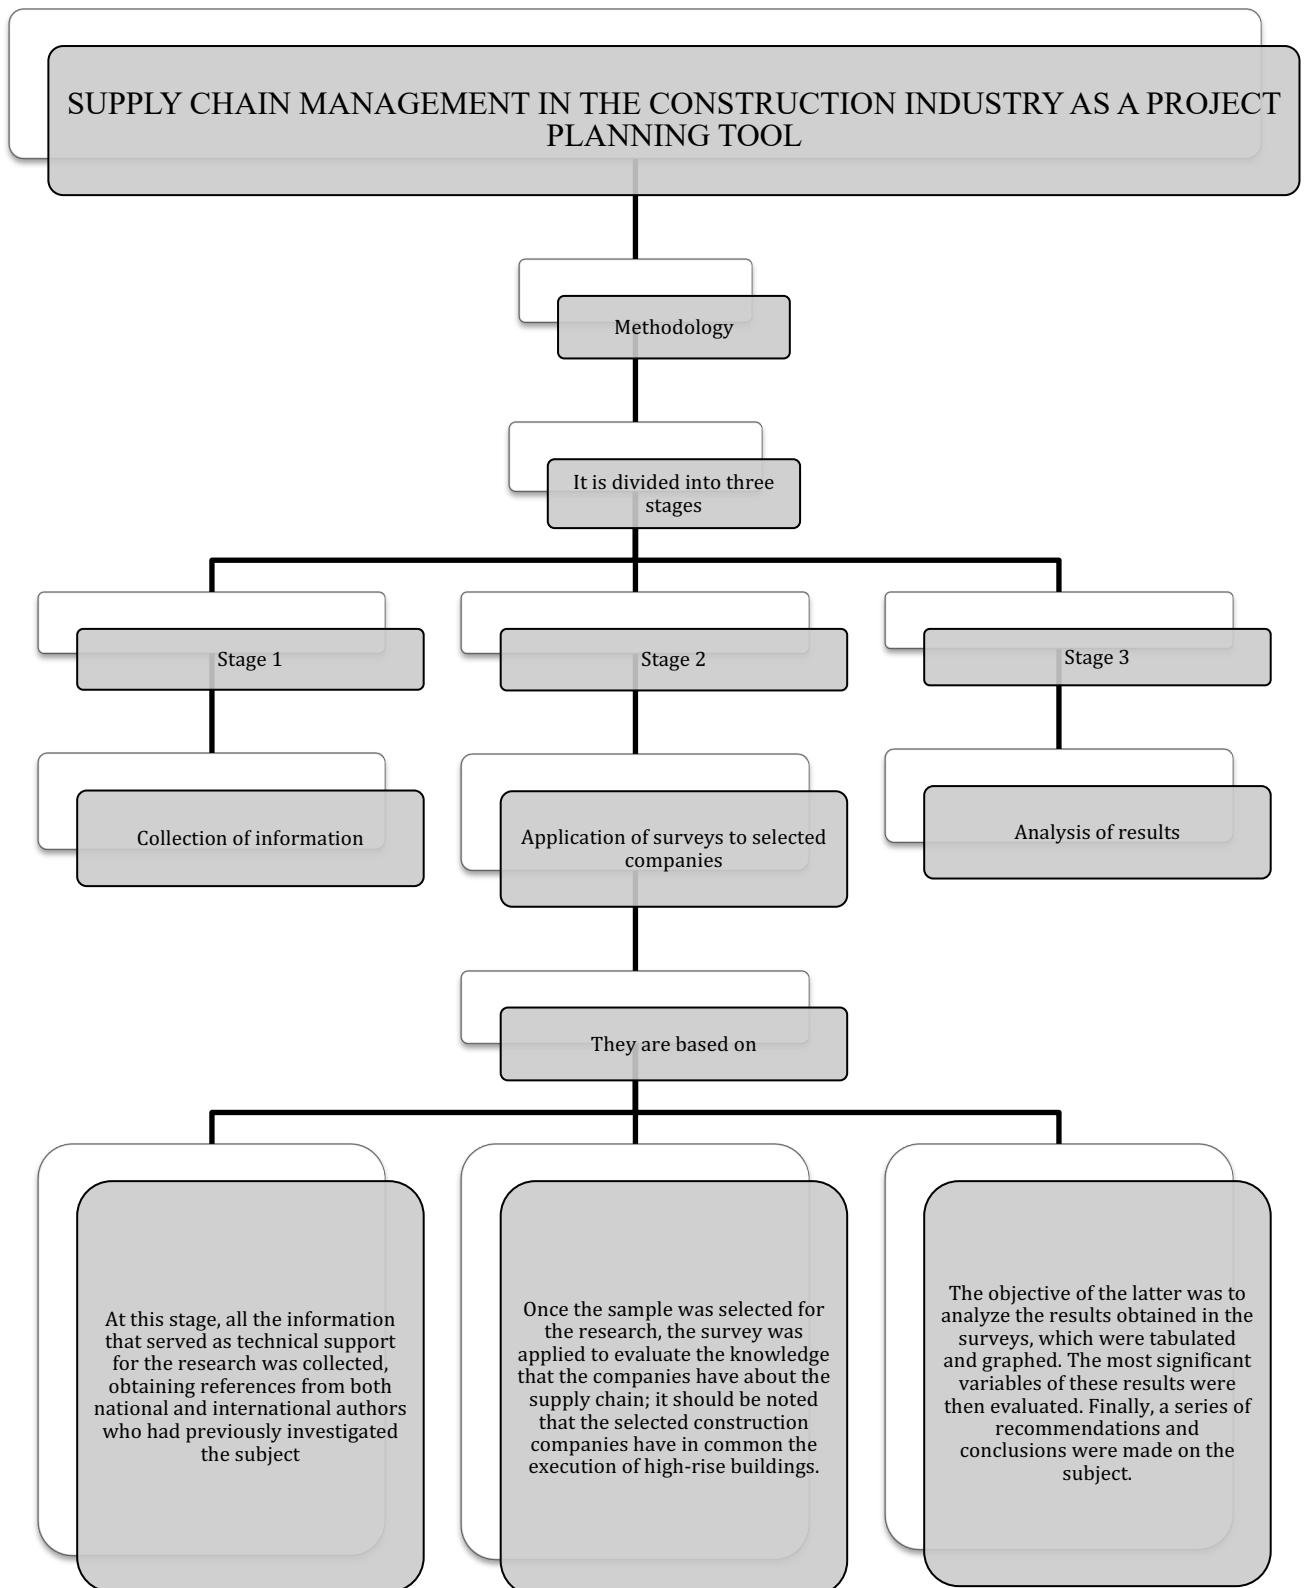 SUPPLY CHAIN MANAGEMENT IN THE CONSTRUCTION INDUSTRY AS A PROJECT
PLANNING TOOL
Methodology
It is divided into three
stages
Stage 1
Stage 2
Stage 3
Collection of information
Application of surveys to selected
companies
Analysis of results
They are based on
At this stage, all the information
that served as technical support
for the research was collected,
obtaining references from both
national and international authors
who had previously investigated
the subject
Once the sample was selected for
the research, the survey was
applied to evaluate the knowledge
that the companies have about the
supply chain; it should be noted
that the selected construction
companies have in common the
execution of high-rise buildings.
The objective of the latter was to
analyze the results obtained in the
surveys, which were tabulated
and graphed. The most significant
variables of these results were
then evaluated. Finally, a series of
recommendations and
conclusions were made on the
subject.